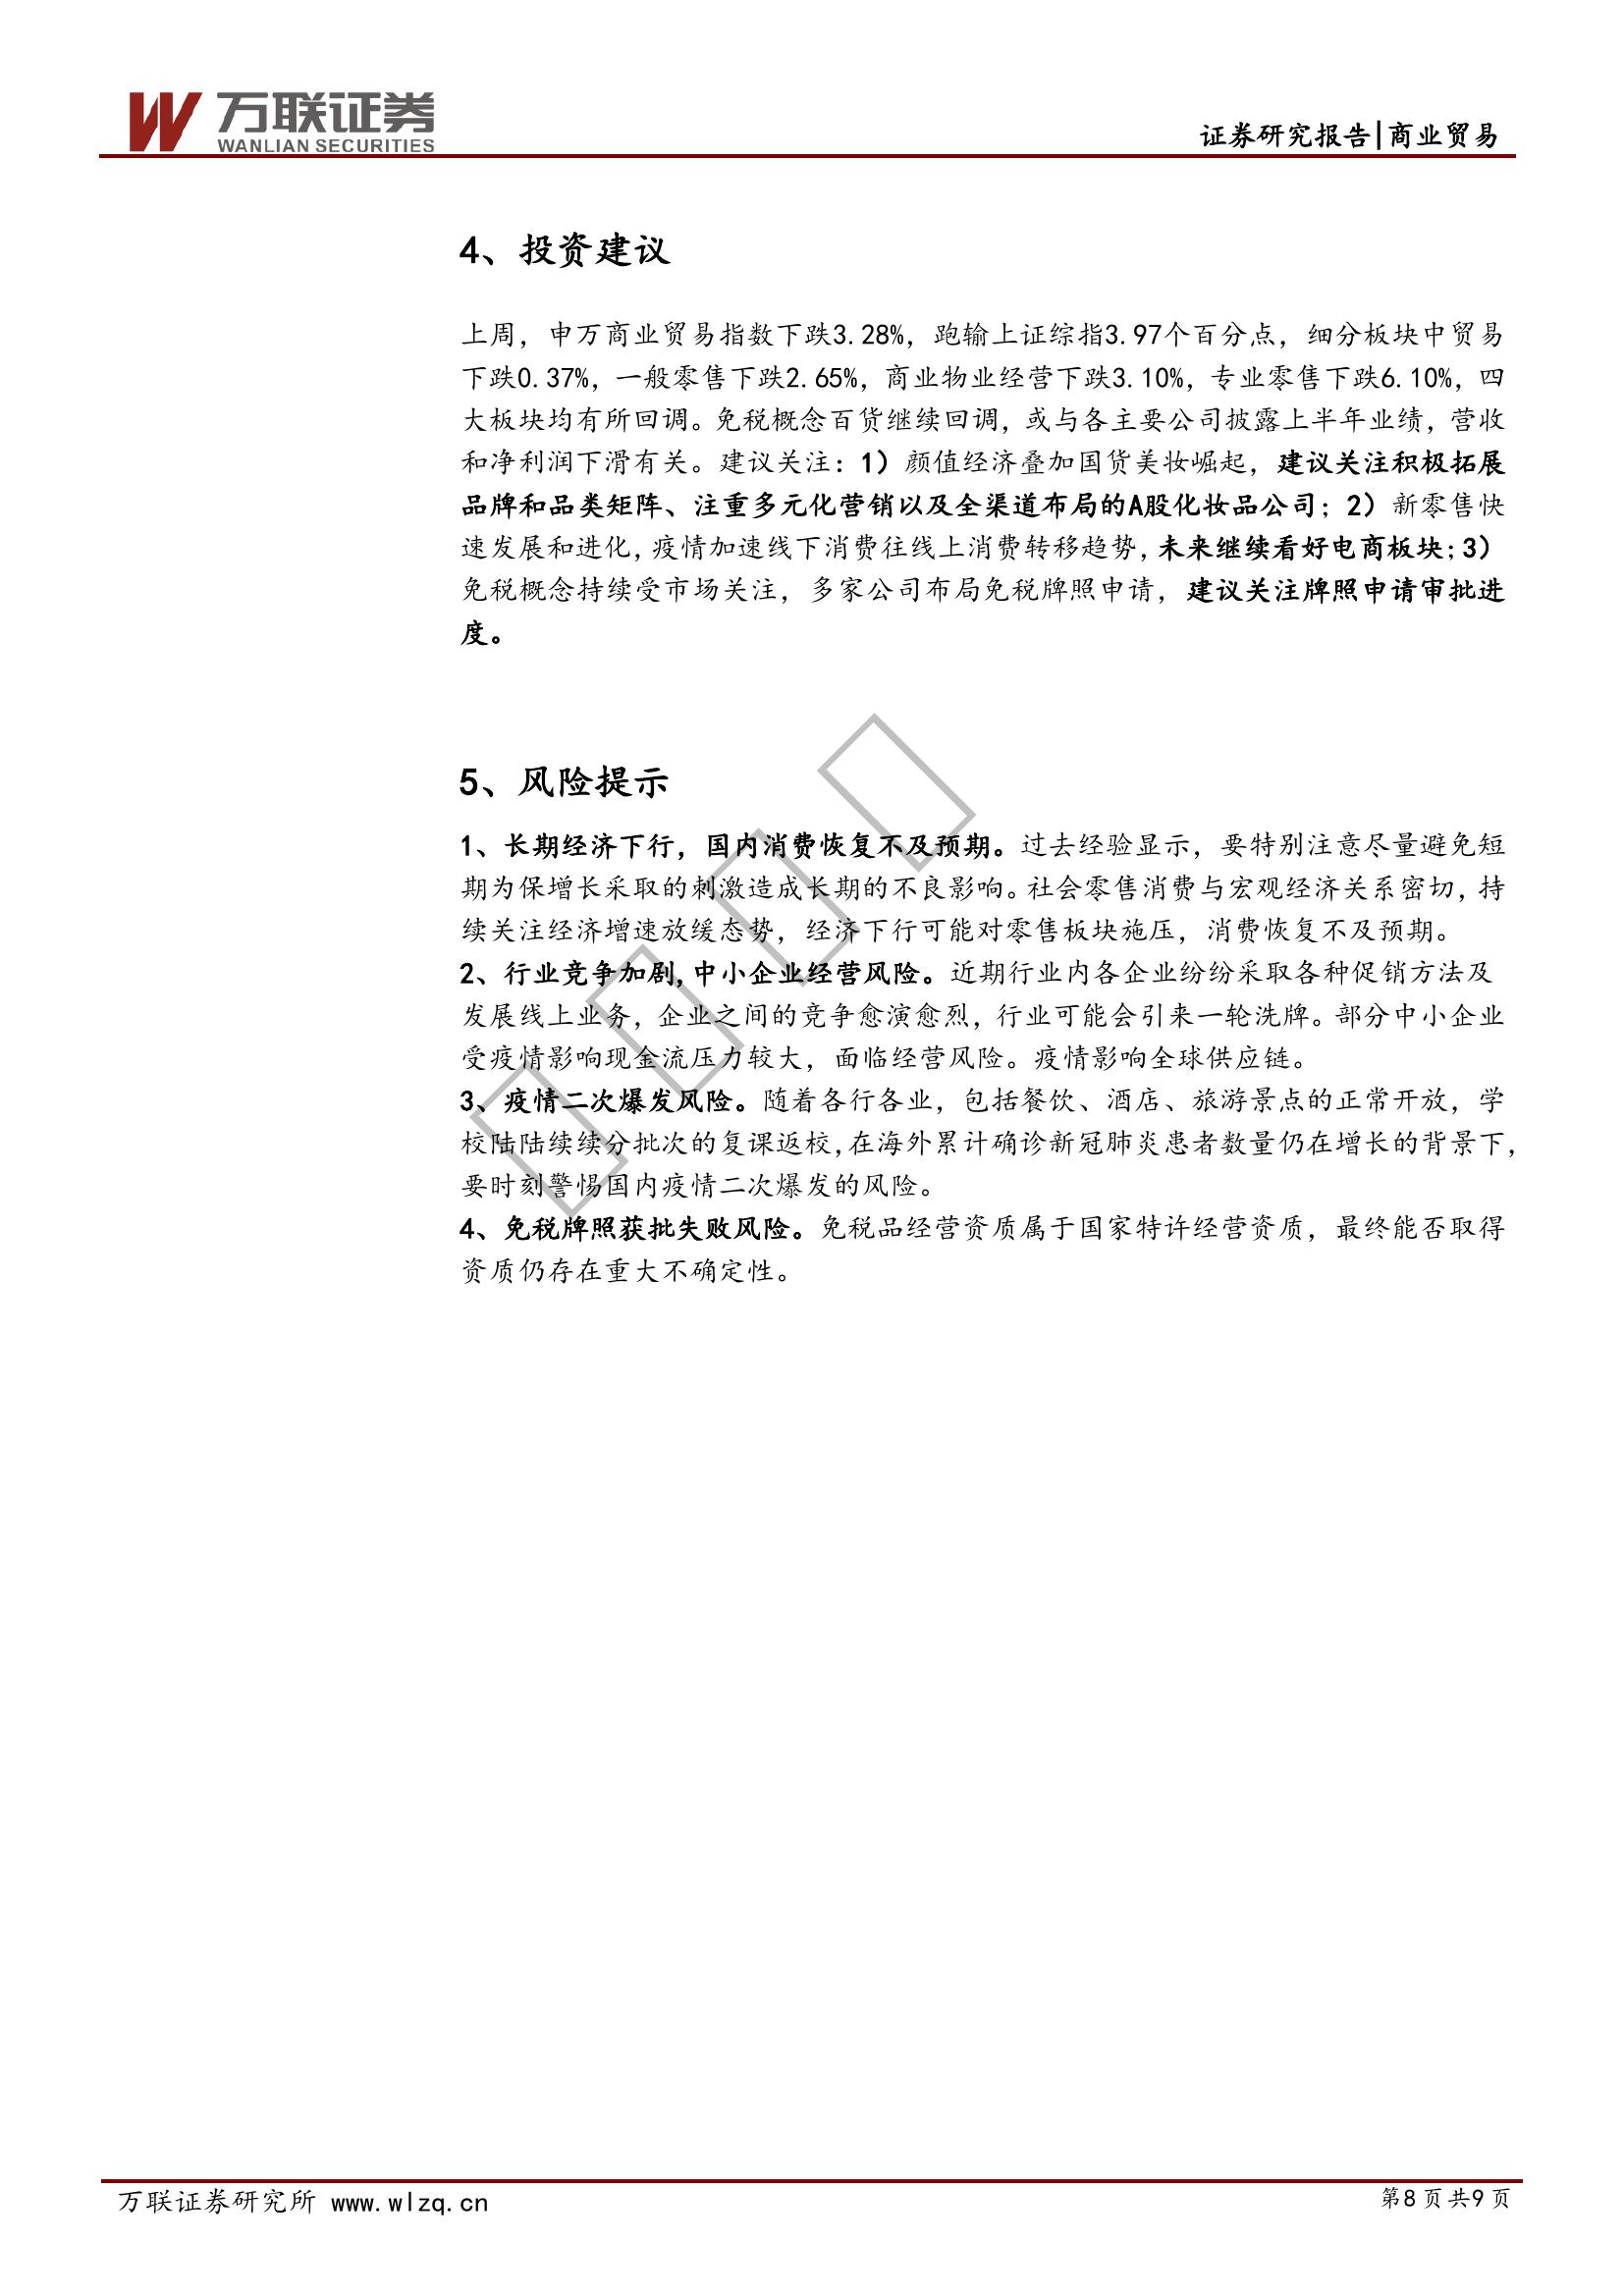 万联证券
WANLIAN SECURITIES
证券研究报告|商业贸易
4、投资建议
上周，申万商业贸易指数下跌3.28%，跑输上证综指3.97个百分点，细分板块中贸易
下跌0.37%，一般零售下跌2.65%，商业物业经营下跌3.10%，专业零售下跌6.10%，四
大板块均有所回调。免税概念百货继续回调，或与各主要公司披露上半年业绩，营收
和净利润下滑有关。建议关注：1）颜值经济叠加国货美妆崛起，建议关注积极拓展
品牌和品类矩阵、注重多元化营销以及全渠道布局的A股化妆品公司；2）新零售快
速发展和进化，疫情加速线下消费往线上消费转移趋势，未来继续看好电商板块；3）
免税概念持续受市场关注，多家公司布局免税牌照申请，建议关注牌照申请审批进
度。
5、风险提示
1、长期经济下行，国内消费恢复不及预期。过去经验显示，要特别注意尽量避免短
期为保增长采取的刺激造成长期的不良影响。社会零售消费与宏观经济关系密切，持
续关注经济增速放缓态势，经济下行可能对零售板块施压，消费恢复不及预期。
2、行业竞争加剧,中小企业经营风险。近期行业内各企业纷纷采取各种促销方法及
发展线上业务，企业之间的竞争愈演愈烈，行业可能会引来一轮洗牌。部分中小企业
受疫情影响现金流压力较大，面临经营风险。疫情影响全球供应链。
3、疫情二次爆发风险。随着各行各业，包括餐饮、酒店、旅游景点的正常开放，学
校陆陆续续分批次的复课返校,在海外累计确诊新冠肺炎患者数量仍在增长的背景下，
要时刻警惕国内疫情二次爆发的风险。
4、免税牌照获批失败风险。免税品经营资质属于国家特许经营资质，最终能否取得
资质仍存在重大不确定性。
万联证券研究所 www.wlzq.cn
第8页共9页